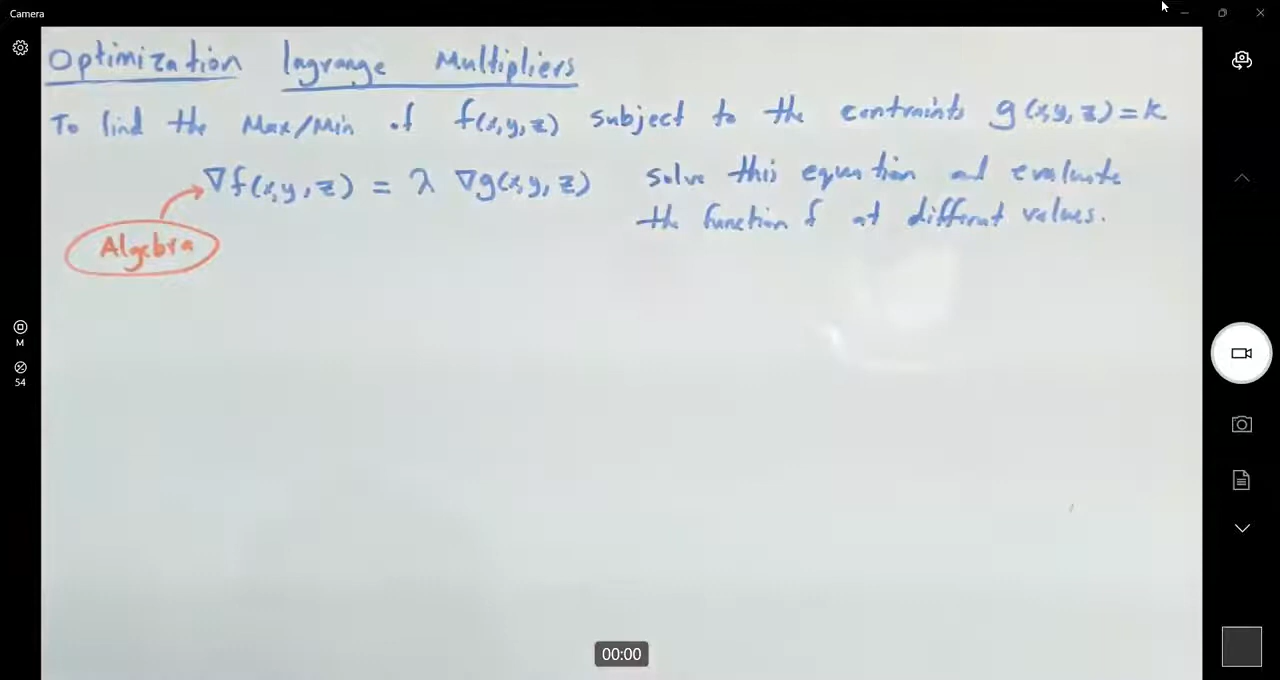 Camera
Optimization lagrange Multipliers
To find the Max/Min of f(x,y,z) subject to the contraints g(x,y,z)=k
∇f(x,y,z) = λ ∇g(x,y,z) solve this equation and evaluate
the function f at different values.
Algebra
M
54
00:00